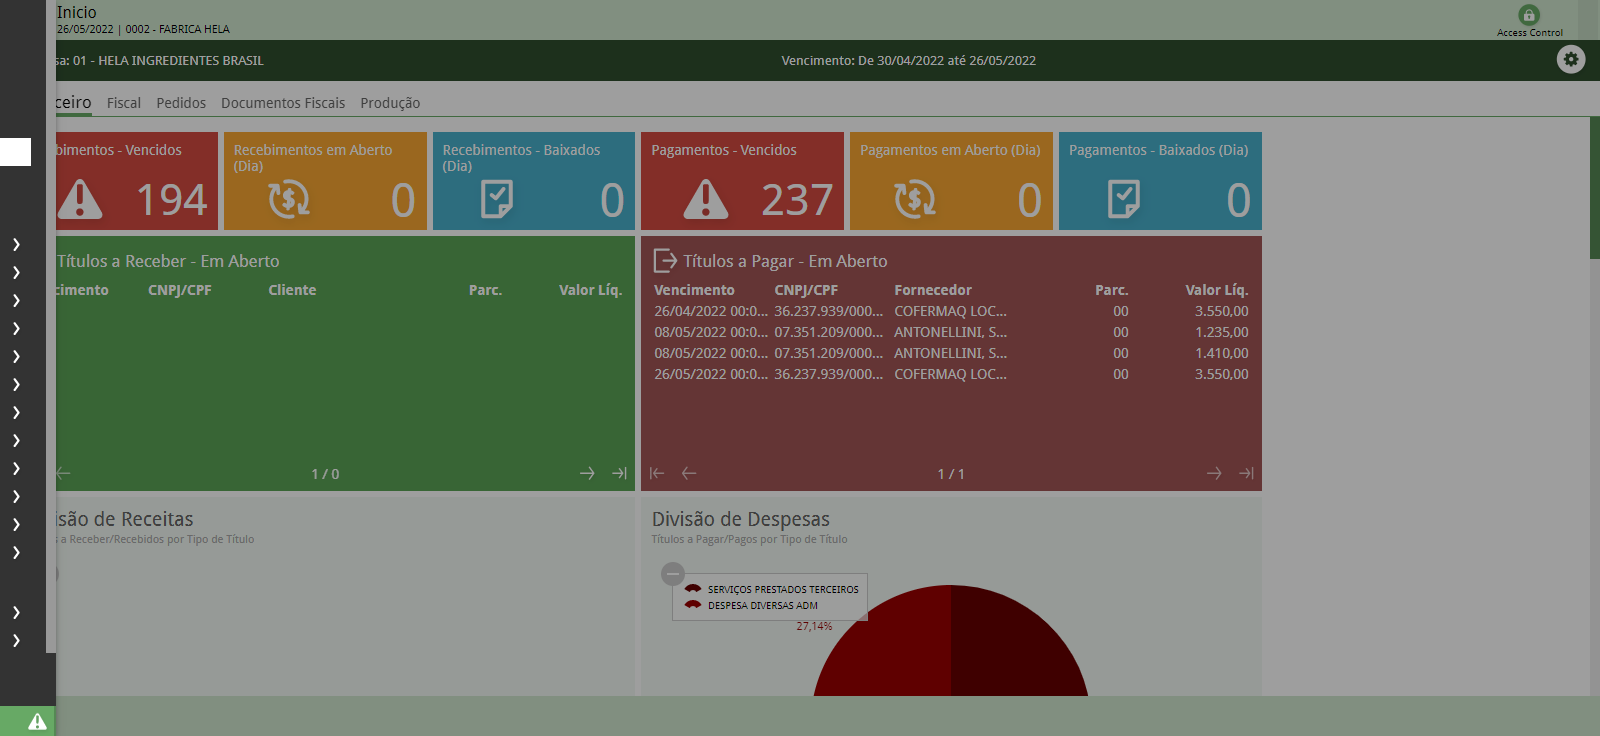 Inicio
26/05/2022 | 0002 - FABRICA HELA
Access Control
sa: 01 - HELA INGREDIENTES BRASIL
Vencimento: De 30/04/2022 até 26/05/2022
ceiro Fiscal Pedidos Documentos Fiscais Produção
bimentos - Vencidos
194
Recebimentos em Aberto
(Dia)
0
Recebimentos - Baixados
(Dia)
0
Pagamentos - Vencidos
237
Pagamentos em Aberto (Dia)
0
Pagamentos - Baixados (Dia)
0
Títulos a Receber - Em Aberto
cimento CNPJ/CPF Cliente Parc. Valor Líq.
1 / 0
Títulos a Pagar - Em Aberto
Vencimento CNPJ/CPF Fornecedor Parc. Valor Líq.
26/04/2022 00:0... 36.237.939/000... COFERMAQ LOC... 00 3.550,00
08/05/2022 00:0... 07.351.209/000... ANTONELLINI, S... 00 1.235,00
08/05/2022 00:0... 07.351.209/000... ANTONELLINI, S... 00 1.410,00
26/05/2022 00:0... 36.237.939/000... COFERMAQ LOC... 00 3.550,00
1 / 1
isão de Receitas
s a Receber/Recebidos por Tipo de Título
Divisão de Despesas
Títulos a Pagar/Pagos por Tipo de Título
SERVIÇOS PRESTADOS TERCEIROS
DESPESA DIVERSAS ADM
27,14%